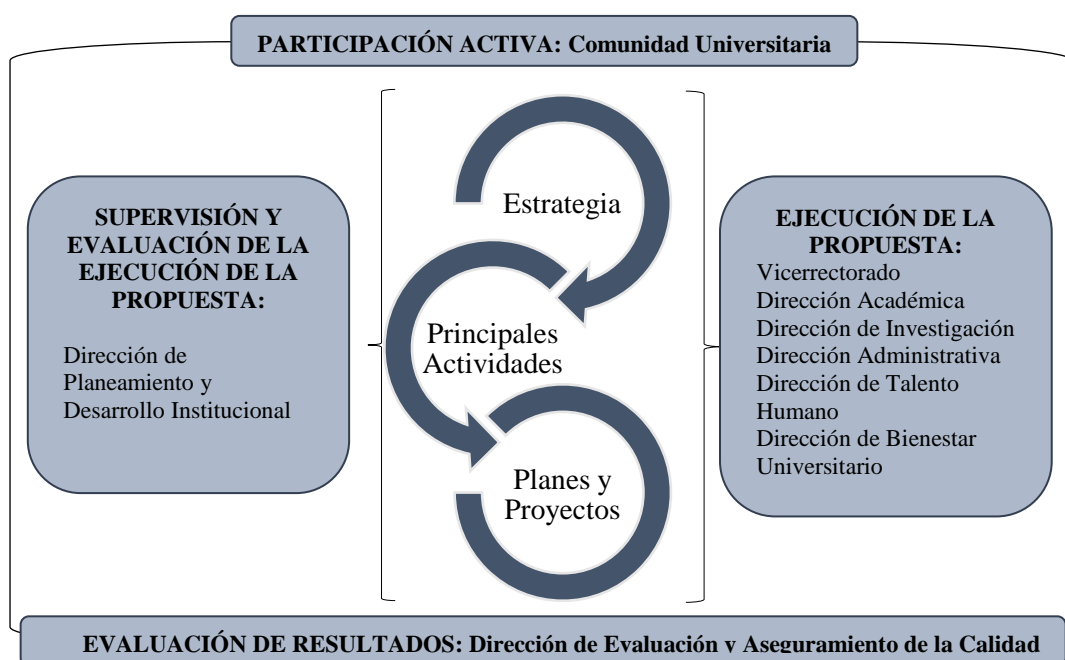 PARTICIPACIÓN ACTIVA: Comunidad Universitaria
SUPERVISIÓN Y
EVALUACIÓN DE LA
EJECUCIÓN DE LA
PROPUESTA:
Dirección de
Planeamiento y
Desarrollo Institucional
Estrategia
Principales
Actividades
Planes y
Proyectos
EJECUCIÓN DE LA
PROPUESTA:
Vicerrectorado
Dirección Académica
Dirección de Investigación
Dirección Administrativa
Dirección de Talento
Humano
Dirección de Bienestar
Universitario
EVALUACIÓN DE RESULTADOS: Dirección de Evaluación y Aseguramiento de la Calidad